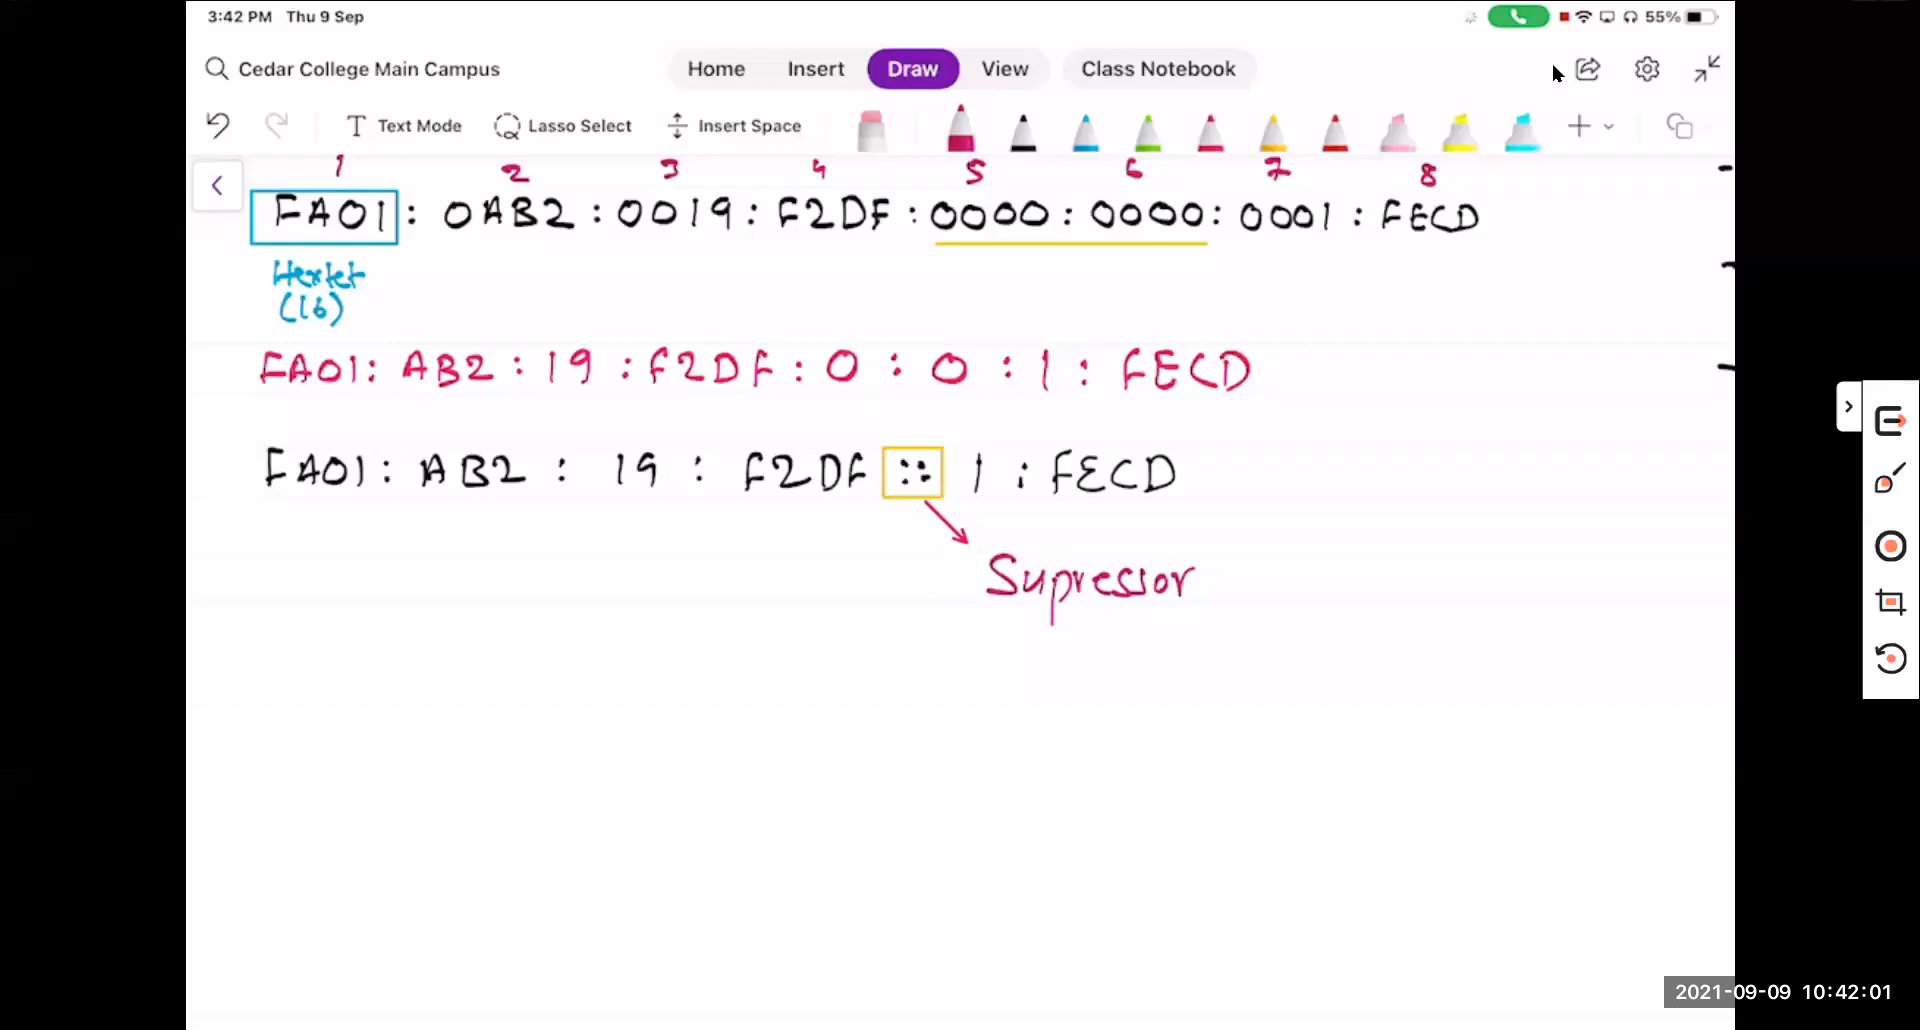 3:42 PM Thu 9 Sep
55%
Cedar College Main Campus
Home Insert Draw View Class Notebook
Text Mode Lasso Select Insert Space
1 2 3 4 5 6 7 8
FA01 : 0AB2 : 0019 : F2DF : 0000 : 0000 : 0001 : FECD
Hextet
(16)
FA01 : AB2 : 19 : F2DF : 0 : 0 : 1 : FECD
FA01 : AB2 : 19 : F2DF :: 1 : FECD
Supressor
2021-09-09 10:42:01